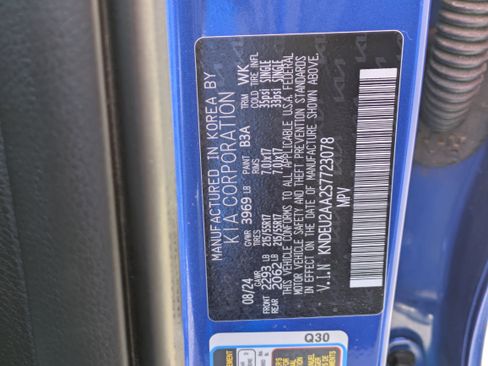 MANUFACTURED IN KOREA BY
KIA CORPORATION
08/24 GVWR 3969 LB PAINT B3A TRIM WK
GAWR TIRES RIMS COLD TIRE INFL
FRONT 2293 LB 215/55R17 7.0Jx17 33psi SINGLE
REAR 2062 LB 215/55R17 7.0Jx17 33psi SINGLE
THIS VEHICLE CONFORMS TO ALL APPLICABLE U.S.A. FEDERAL
MOTOR VEHICLE SAFETY AND THEFT PREVENTION STANDARDS
IN EFFECT ON THE DATE OF MANUFACTURE SHOWN ABOVE.
V.I.N KNDEU2AA2S7723078
MPV
Q30